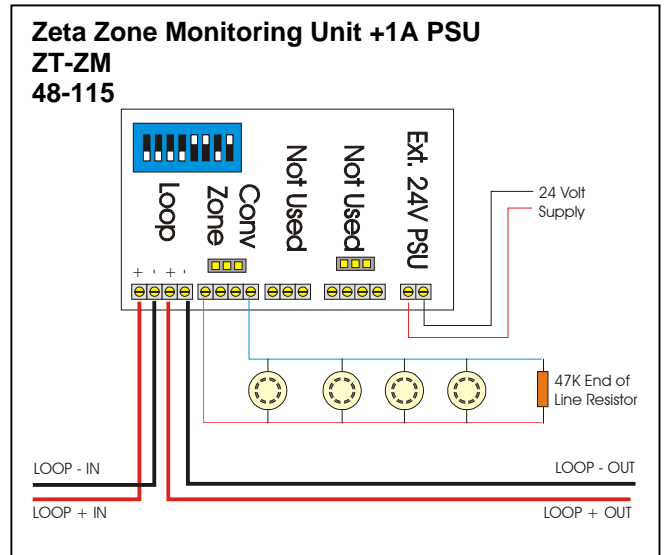 Zeta Zone Monitoring Unit +1A PSU
ZT-ZM
48-115
Loop
Conv
Zone
Not Used
Not Used
Ext. 24V PSU
+ - + -
24 Volt
Supply
47K End of
Line Resistor
LOOP - IN
LOOP - OUT
LOOP + IN
LOOP + OUT